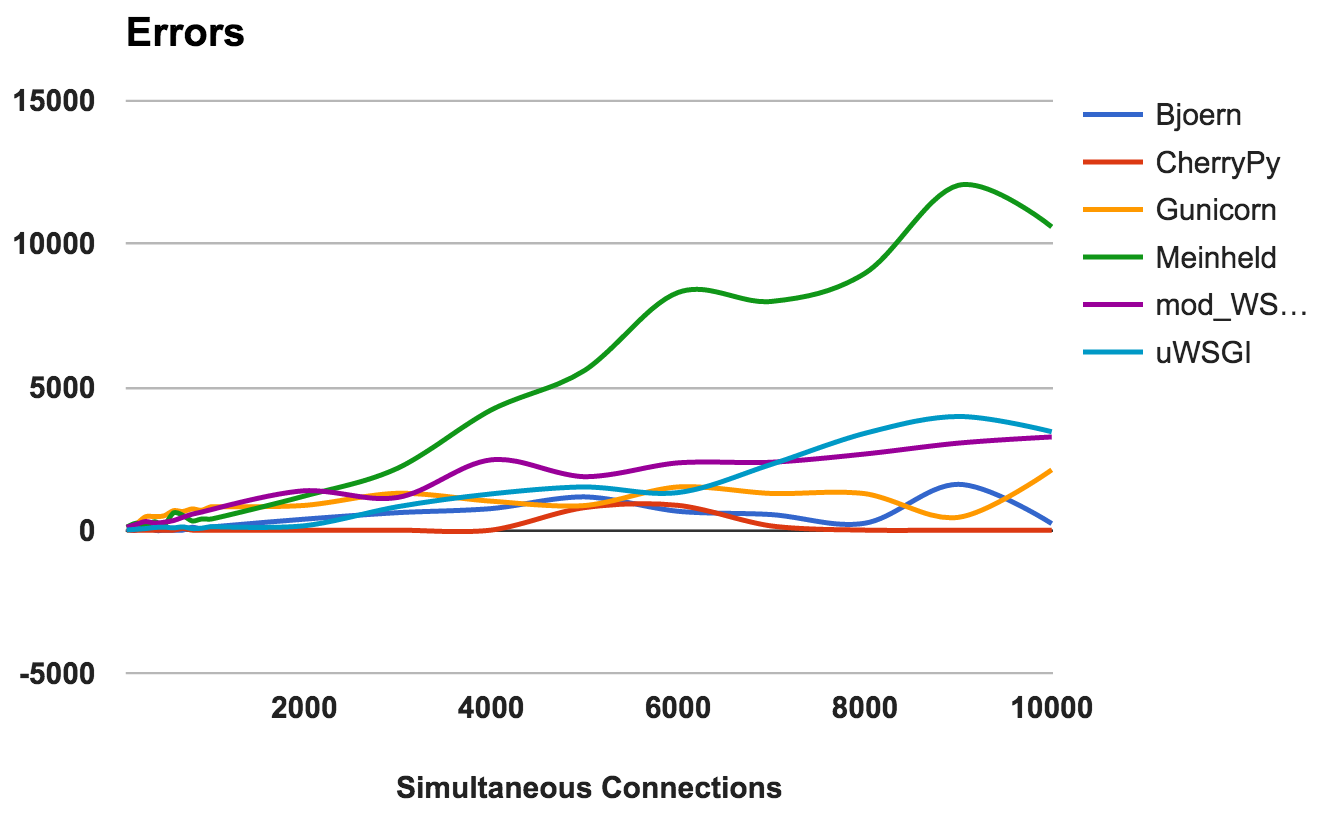 Errors
15000
10000
5000
0
-5000
2000 4000 6000 8000 10000
Simultaneous Connections
Bjoern
CherryPy
Gunicorn
Meinheld
mod_WS...
uWSGI